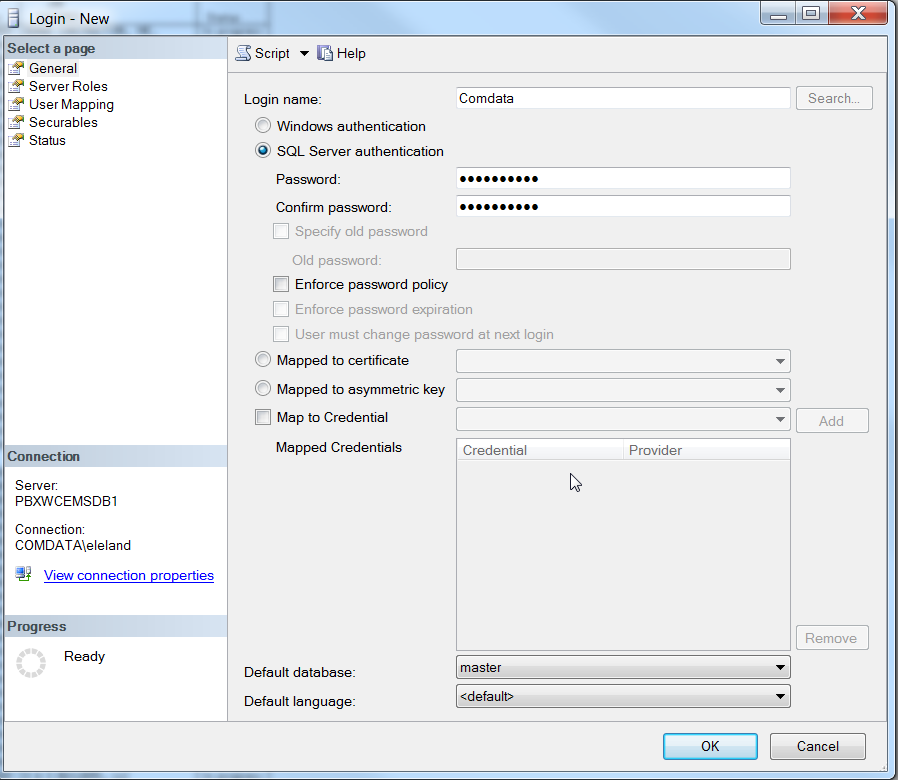 Login - New
Select a page
General
Server Roles
User Mapping
Securables
Status
Script Help
Login name: Comdata Search...
Windows authentication
SQL Server authentication
Password: ●●●●●●●●●●
Confirm password: ●●●●●●●●●●
Specify old password
Old password:
Enforce password policy
Enforce password expiration
User must change password at next login
Mapped to certificate
Mapped to asymmetric key
Map to Credential Add
Mapped Credentials Credential Provider
Remove
Default database: master
Default language: <default>
Connection
Server:
PBXWCEMSDB1
Connection:
COMDATA\eleland
View connection properties
Progress
Ready
OK Cancel